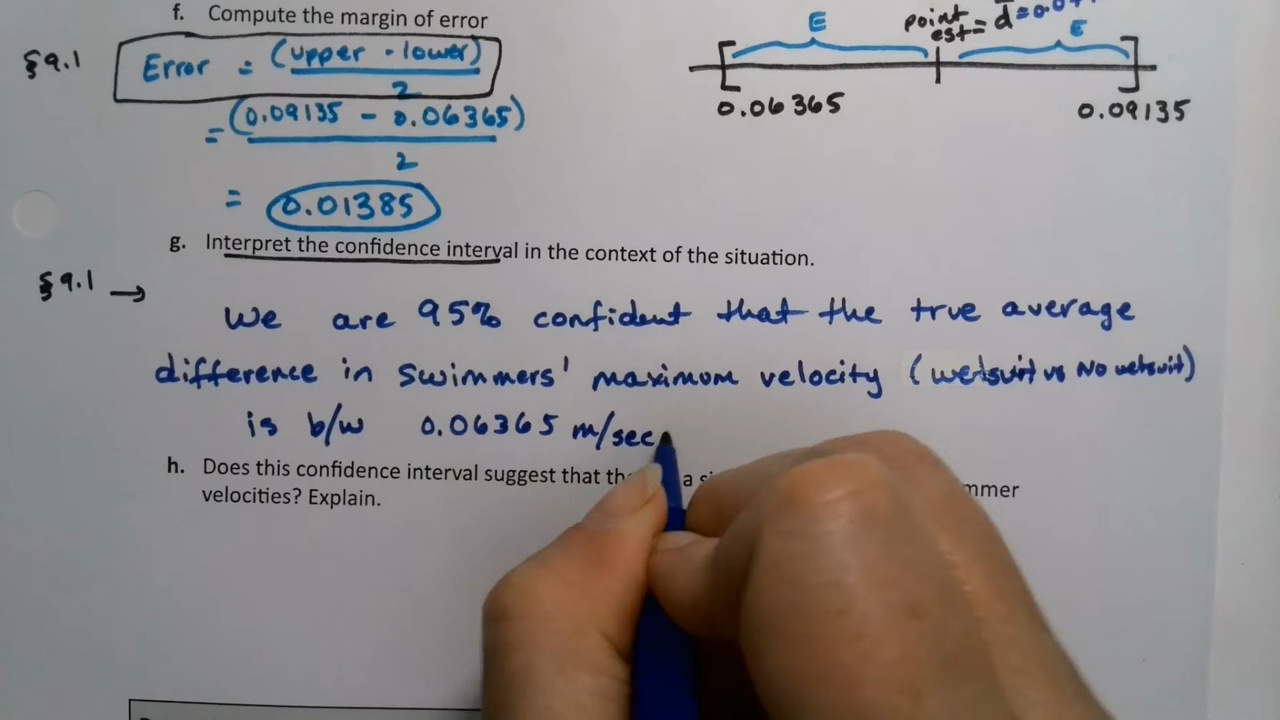 f. Compute the margin of error
§9.1
Error = (upper - lower)
2
= (0.09135 - 0.06365)
2
= 0.01385
E
point est = d̄ = 0.0
E
0.06365
0.09135
g. Interpret the confidence interval in the context of the situation.
§9.1 →
We are 95% confident that the true average
difference in swimmers' maximum velocity (wetsuit vs No wetsuit)
is b/w 0.06365 m/sec
h. Does this confidence interval suggest that a
velocities? Explain.